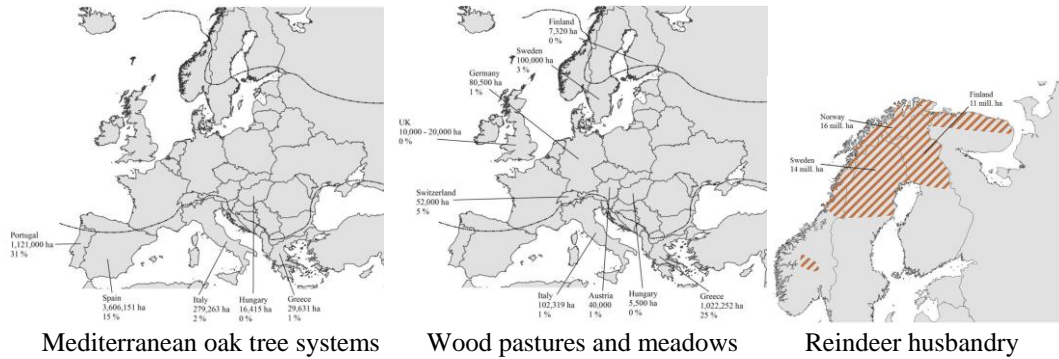 Portugal
1,121,000 ha
31 %
Spain
3,606,151 ha
15 %
Italy
279,263 ha
2 %
Hungary
16,415 ha
0 %
Greece
29,631 ha
1 %
Mediterranean oak tree systems
Finland
7,320 ha
0 %
Sweden
100,000 ha
3 %
Germany
80,500 ha
1 %
UK
10,000 - 20,000 ha
0 %
Switzerland
52,000 ha
5 %
Italy
102,319 ha
1 %
Austria
40,000
1 %
Hungary
5,500 ha
0 %
Greece
1,022,252 ha
25 %
Wood pastures and meadows
Finland
11 mill. ha
Norway
16 mill. ha
Sweden
14 mill. ha
Reindeer husbandry